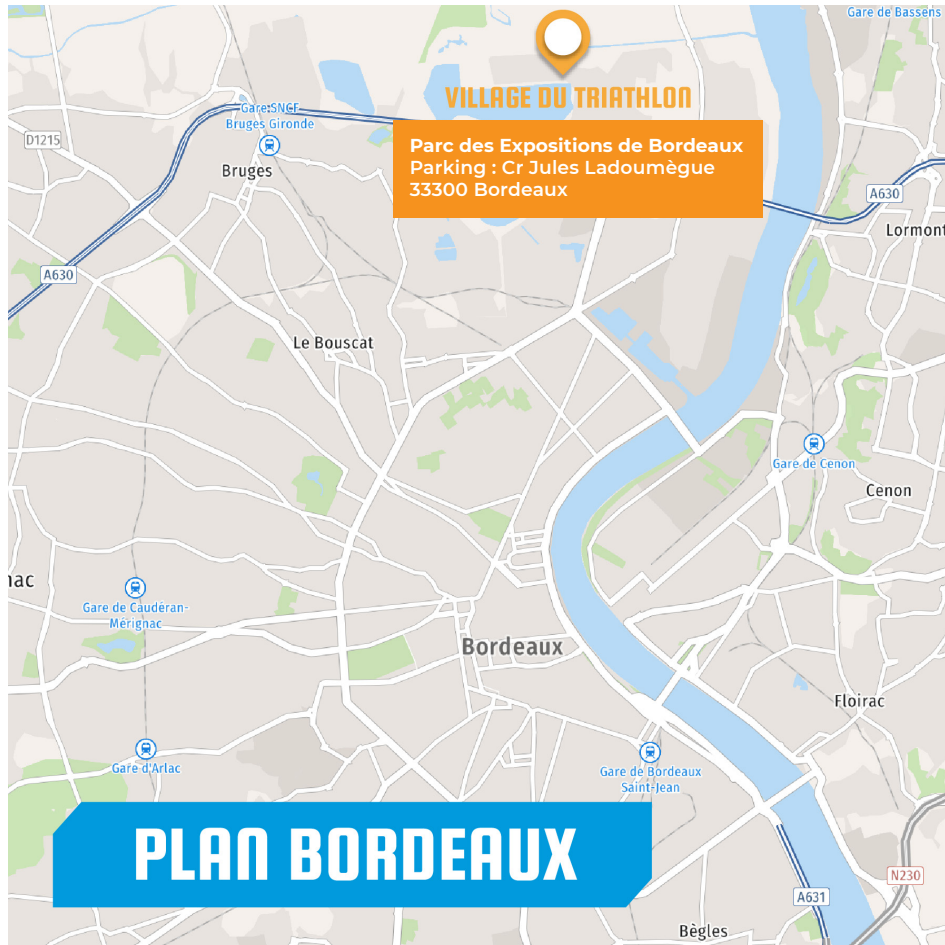 Gare de Bassens
VILLAGE DU TRIATHLON
Gare SNCF
Bruges Gironde
D1215
Parc des Expositions de Bordeaux
Parking : Cr Jules Ladoumègue
33300 Bordeaux
Bruges
A630
Lormont
A630
Le Bouscat
Gare de Cenon
Cenon
nac
Gare de Caudéran-
Mérignac
Bordeaux
Floirac
Gare d'Arlac
Gare de Bordeaux
Saint-Jean
PLAN BORDEAUX
N230
A631
Bègles